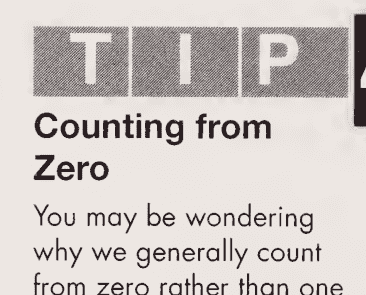 TIP
Counting from
Zero
You may be wondering
why we generally count
from zero rather than one